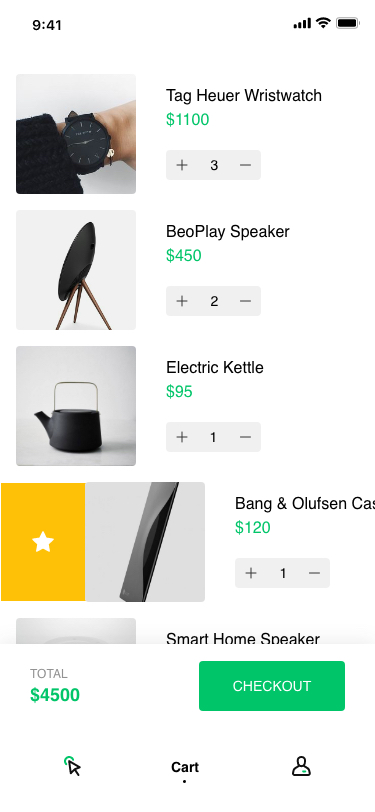 9:41
Tag Heuer Wristwatch
$1100
3
BeoPlay Speaker
$450
2
Electric Kettle
$95
1
Bang & Olufsen Cas
$120
1
Smart Home Speaker
TOTAL
$4500
CHECKOUT
Cart